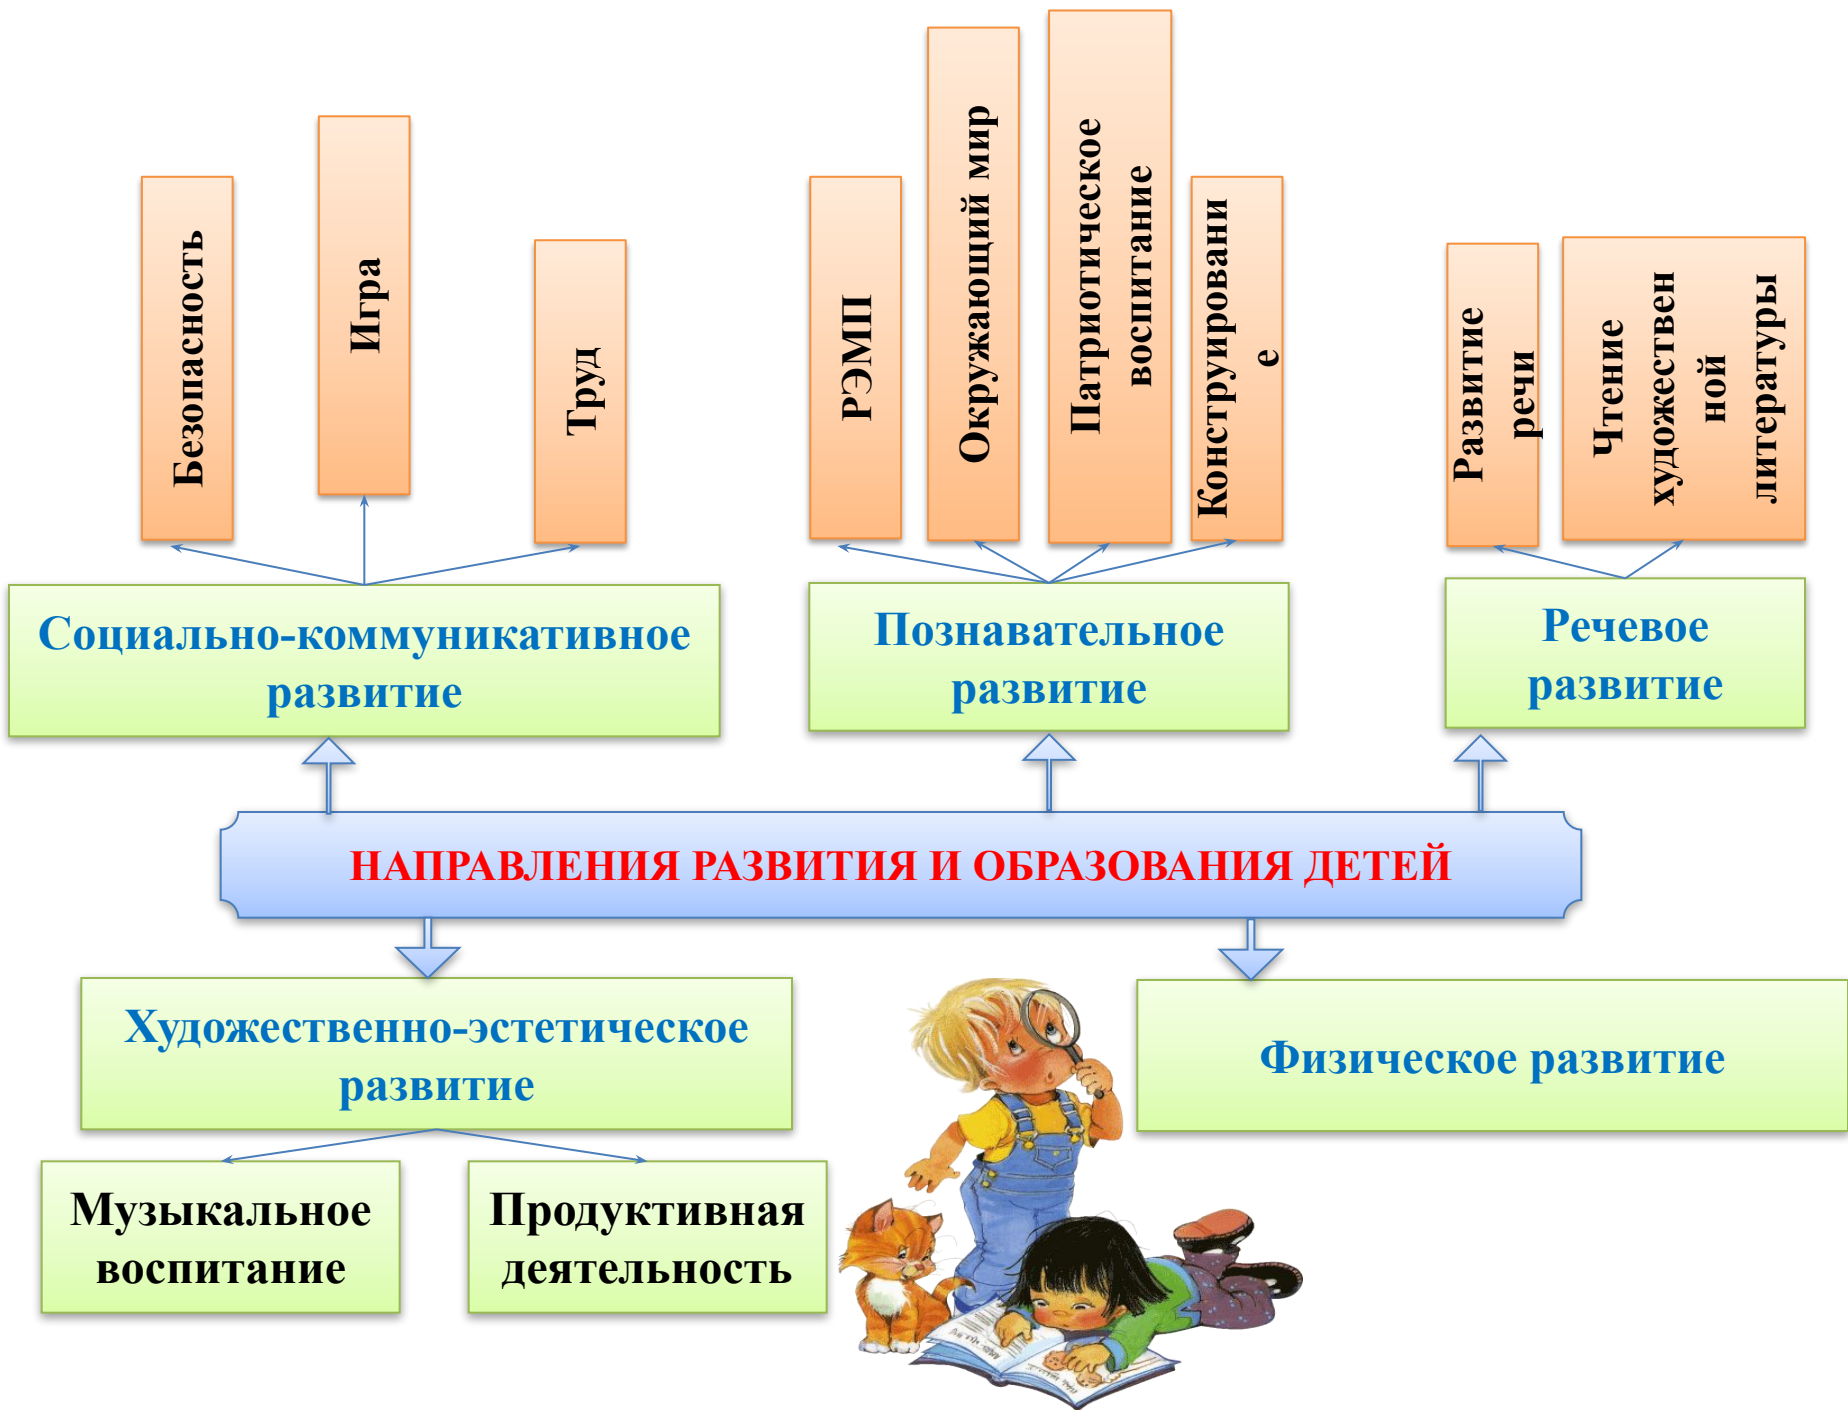 Безопасность
Игра
Труд
РЭМП
Окружающий мир
Патриотическое
воспитание
Конструировани
е
Развитие
речи
Чтение
художествен
ной
литературы
Социально-коммуникативное
развитие
Познавательное
развитие
Речевое
развитие
НАПРАВЛЕНИЯ РАЗВИТИЯ И ОБРАЗОВАНИЯ ДЕТЕЙ
Художественно-эстетическое
развитие
Физическое развитие
Музыкальное
воспитание
Продуктивная
деятельность